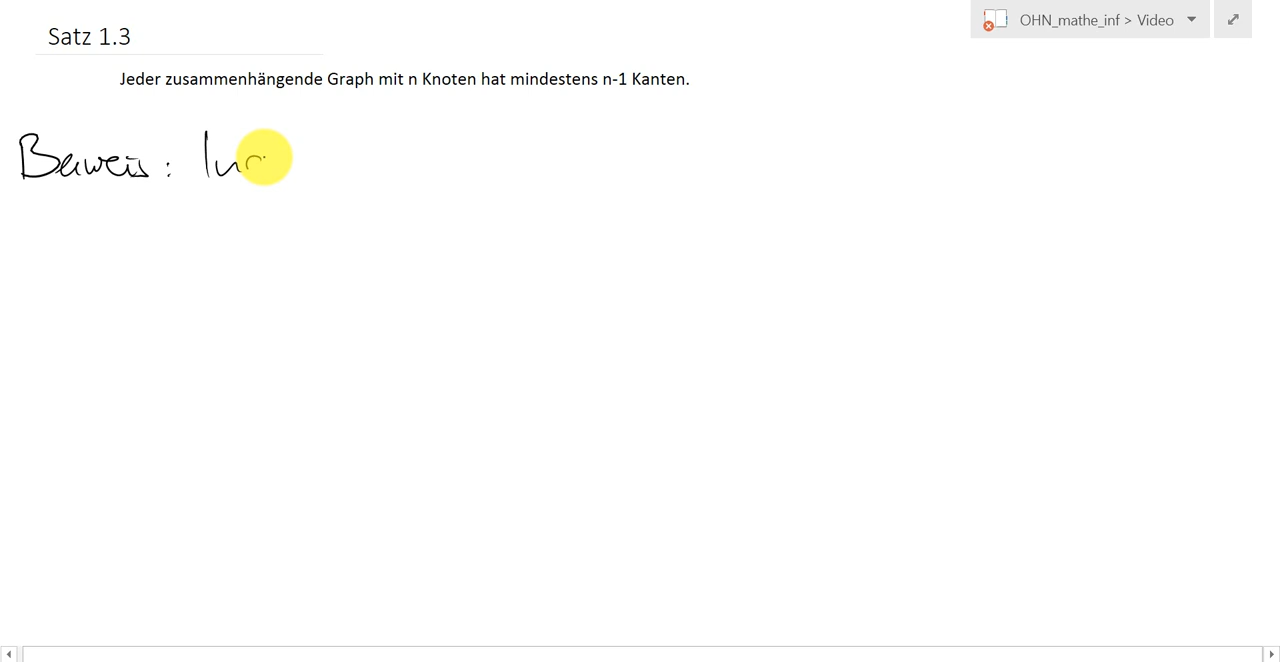 OHN_mathe_inf > Video
Satz 1.3
Jeder zusammenhängende Graph mit n Knoten hat mindestens n-1 Kanten.
Beweis: